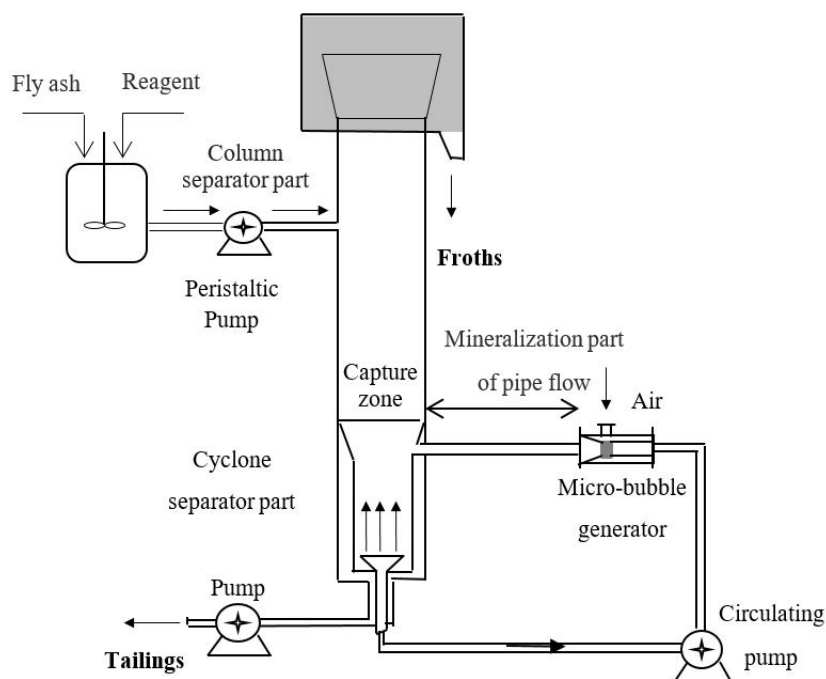 Fly ash
Reagent
Column
separator part
Peristaltic
Pump
Froths
Mineralization part
of pipe flow
Capture
zone
Air
Cyclone
separator part
Micro-bubble
generator
Pump
Tailings
Circulating
pump